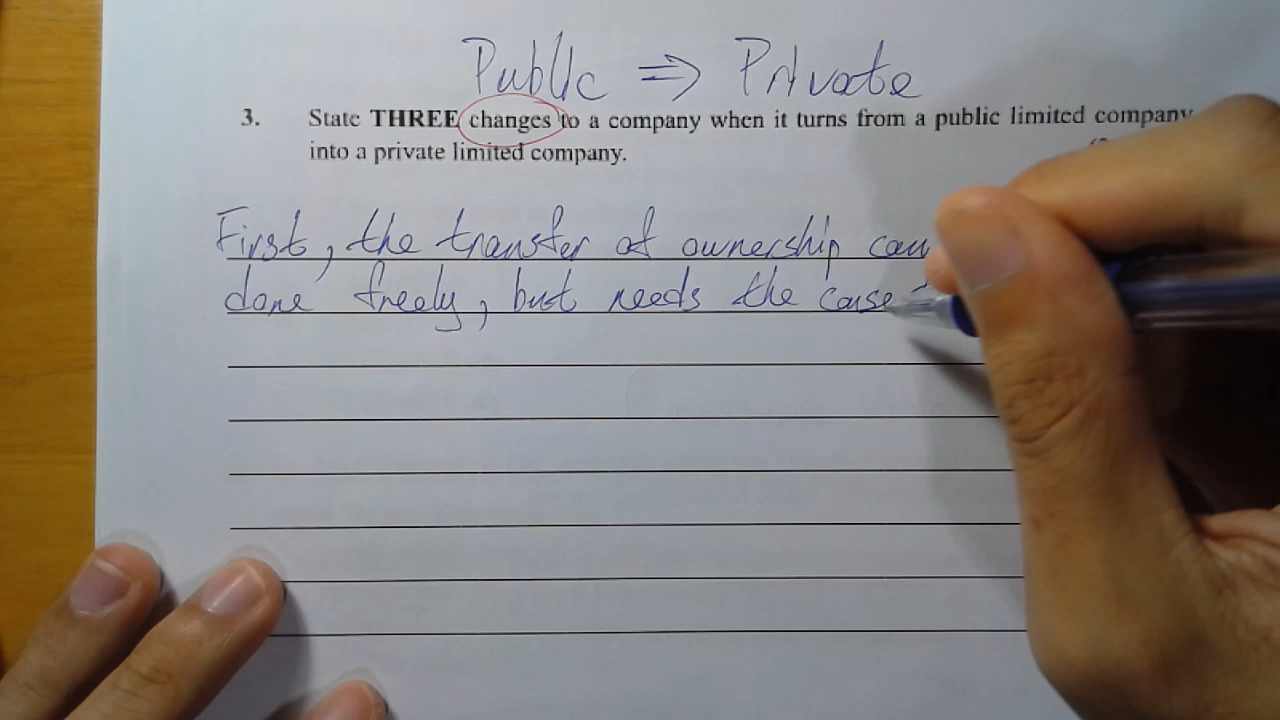 Public ⇒ Private
3. State THREE changes to a company when it turns from a public limited company
into a private limited company.
First, the transfer of ownership can
done freely, but needs the conse